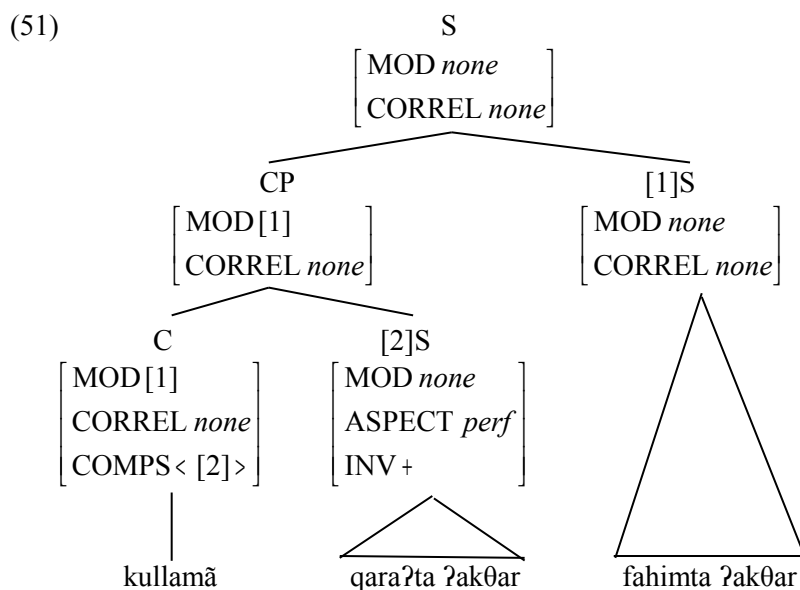 (51) S
[MOD none
CORREL none]
CP [1]S
[MOD [1]
CORREL none] [MOD none
CORREL none]
C [2]S
[MOD [1]
CORREL none
COMPS < [2] >] [MOD none
ASPECT perf
INV +]
kullamã qaraʔta ʔakθar fahimta ʔakθar